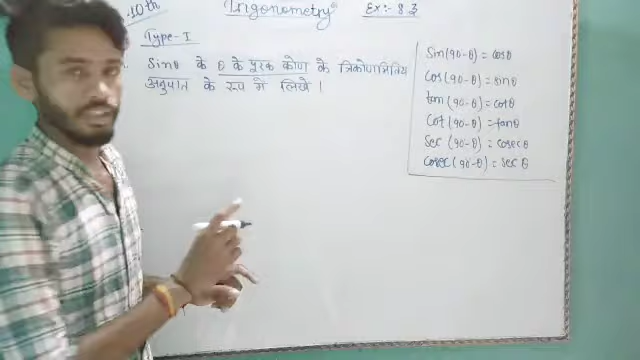 10th Trigonometry Ex:- 8.3
Type-I
Sinθ के θ के पूरक कोण के त्रिकोणमितिय
अनुपात के रूप में लिखे ।
Sin(90-θ) = cosθ
Cos(90-θ) = sinθ
tan(90-θ) = cotθ
Cot(90-θ) = tanθ
Sec(90-θ) = cosecθ
Cosec(90-θ) = secθ